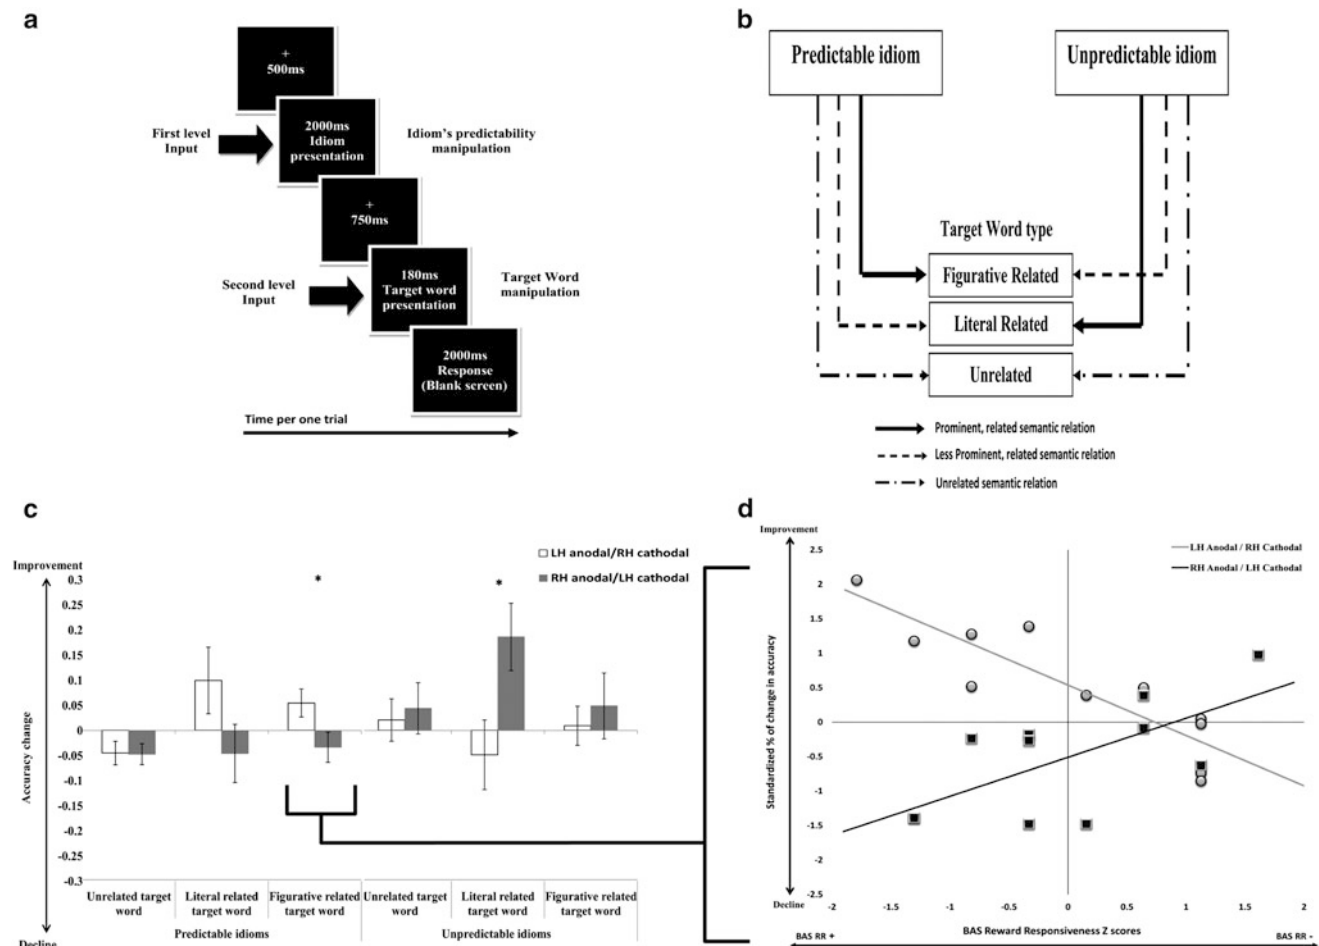 a
+
500ms
First level
Input
2000ms
Idiom
presentation
Idiom's predictability
manipulation
+
750ms
Second level
Input
180ms
Target word
presentation
Target Word
manipulation
2000ms
Response
(Blank screen)
Time per one trial
b
Predictable idiom
Unpredictable idiom
Target Word type
Figurative Related
Literal Related
Unrelated
Prominent, related semantic relation
Less Prominent, related semantic relation
Unrelated semantic relation
c
LH anodal/RH cathodal
RH anodal/LH cathodal
Improvement
0.3
0.25
0.2
0.15
0.1
0.05
0
-0.05
-0.1
-0.15
-0.2
-0.25
-0.3
Accuracy change
*
*
Unrelated target
word
Literal related
target word
Figurative related
target word
Unrelated target
word
Literal related
target word
Figurative related
target word
Predictable idioms
Unpredictable idioms
Decline
d
Improvement
LH Anodal / RH Cathodal
RH Anodal / LH Cathodal
2.5
2
1.5
1
0.5
0
-0.5
-1
-1.5
-2
-2.5
Standardized % of change in accuracy
Decline
-2
-1.5
-1
-0.5
0
0.5
1
1.5
2
BAS RR +
BAS Reward Responsiveness Z scores
BAS RR -